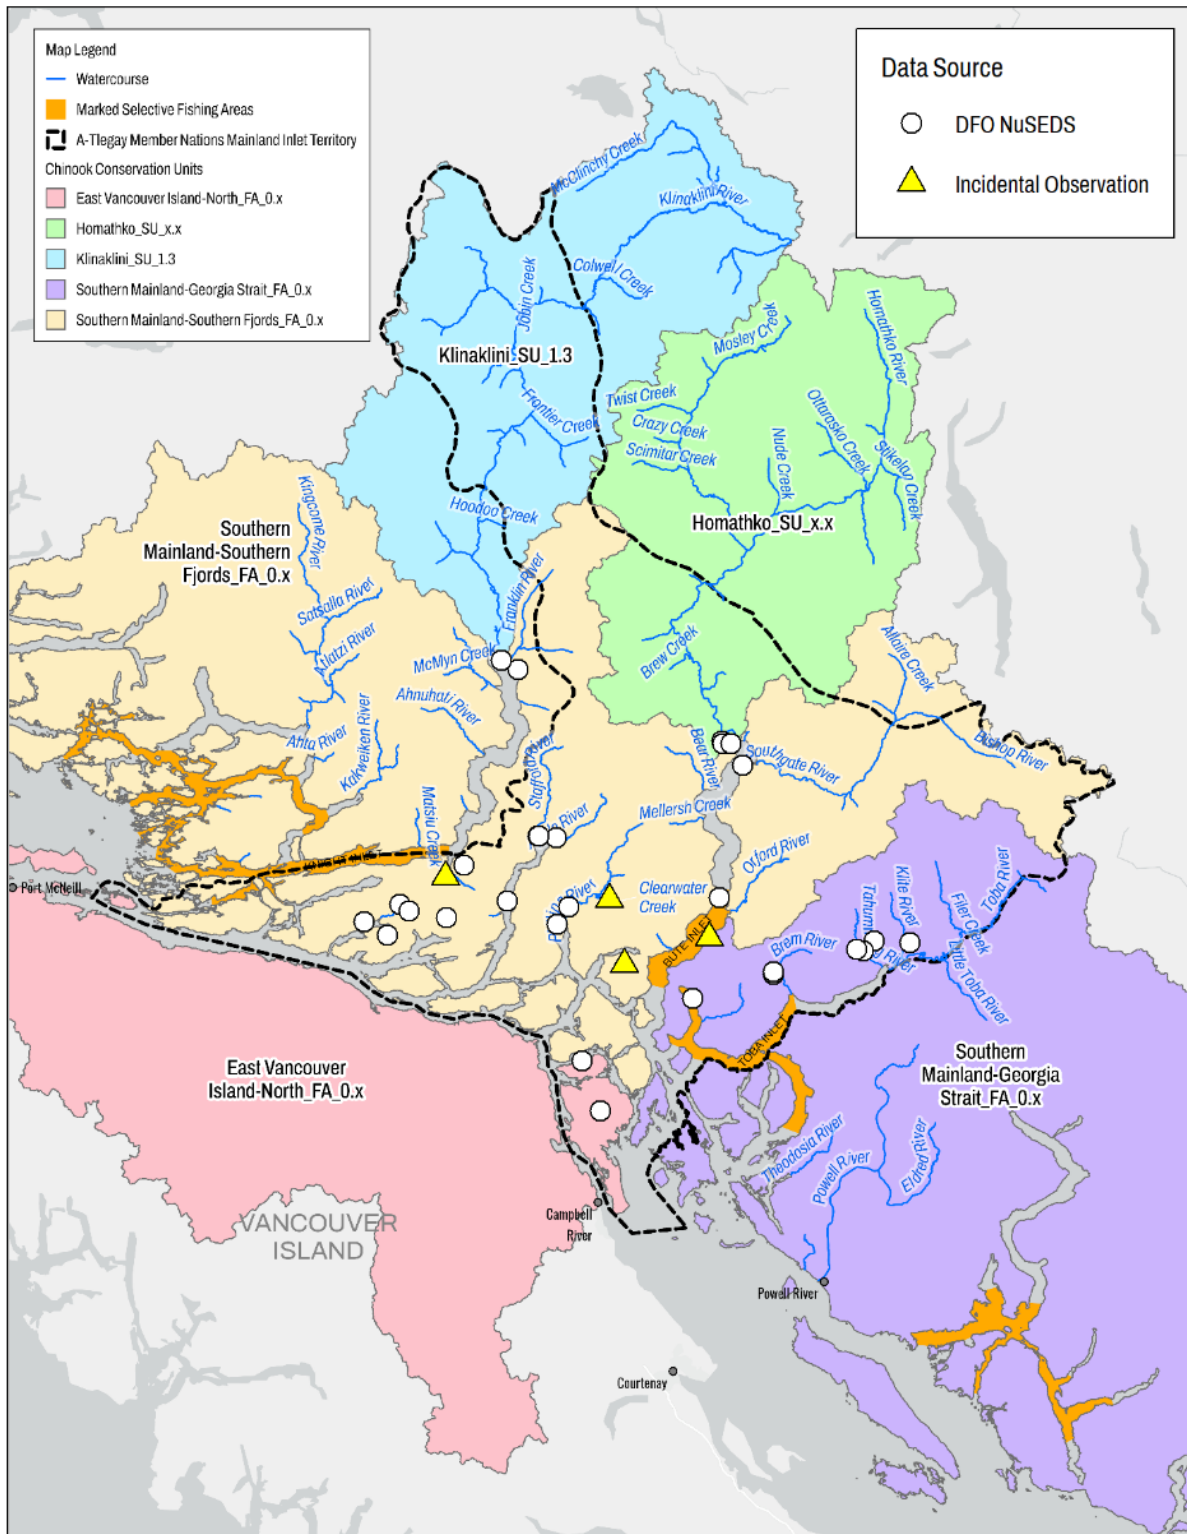 Map Legend
Watercourse
Marked Selective Fishing Areas
A-Tlegay Member Nations Mainland Inlet Territory
Chinook Conservation Units
East Vancouver Island-North_FA_0.x
Homathko_SU_x.x
Klinaklini_SU_1.3
Southern Mainland-Georgia Strait_FA_0.x
Southern Mainland-Southern Fjords_FA_0.x
Data Source
DFO NuSEDS
Incidental Observation
McClinchy Creek
Klinaklini River
Colwell Creek
Jobin Creek
Klinaklini_SU_1.3
Frontier Creek
Hoodoo Creek
Mosley Creek
Homathko River
Twist Creek
Crazy Creek
Scimitar Creek
Nude Creek
Ottarasko Creek
Stikelan Creek
Homathko_SU_x.x
Kingcome River
Southern
Mainland-Southern
Fjords_FA_0.x
Satsalla River
Atlatzi River
Franklin River
McMyn Creek
Ahnuhati River
Ahta River
Kakweiken River
Brew Creek
Allaire Creek
Bear River
Southgate River
Bishop River
Stafford River
Matsiu Creek
River
Mellersh Creek
Orford River
Port McNeill
Clearwater
Creek
River
BUTE INLET
Brem River
Tahumming River
Klite River
Filer Creek
Toba River
Little Toba River
TOBA INLET
East Vancouver
Island-North_FA_0.x
Southern
Mainland-Georgia
Strait_FA_0.x
Theodosia River
Powell River
Eldred River
VANCOUVER
ISLAND
Campbell
River
Powell River
Courtenay